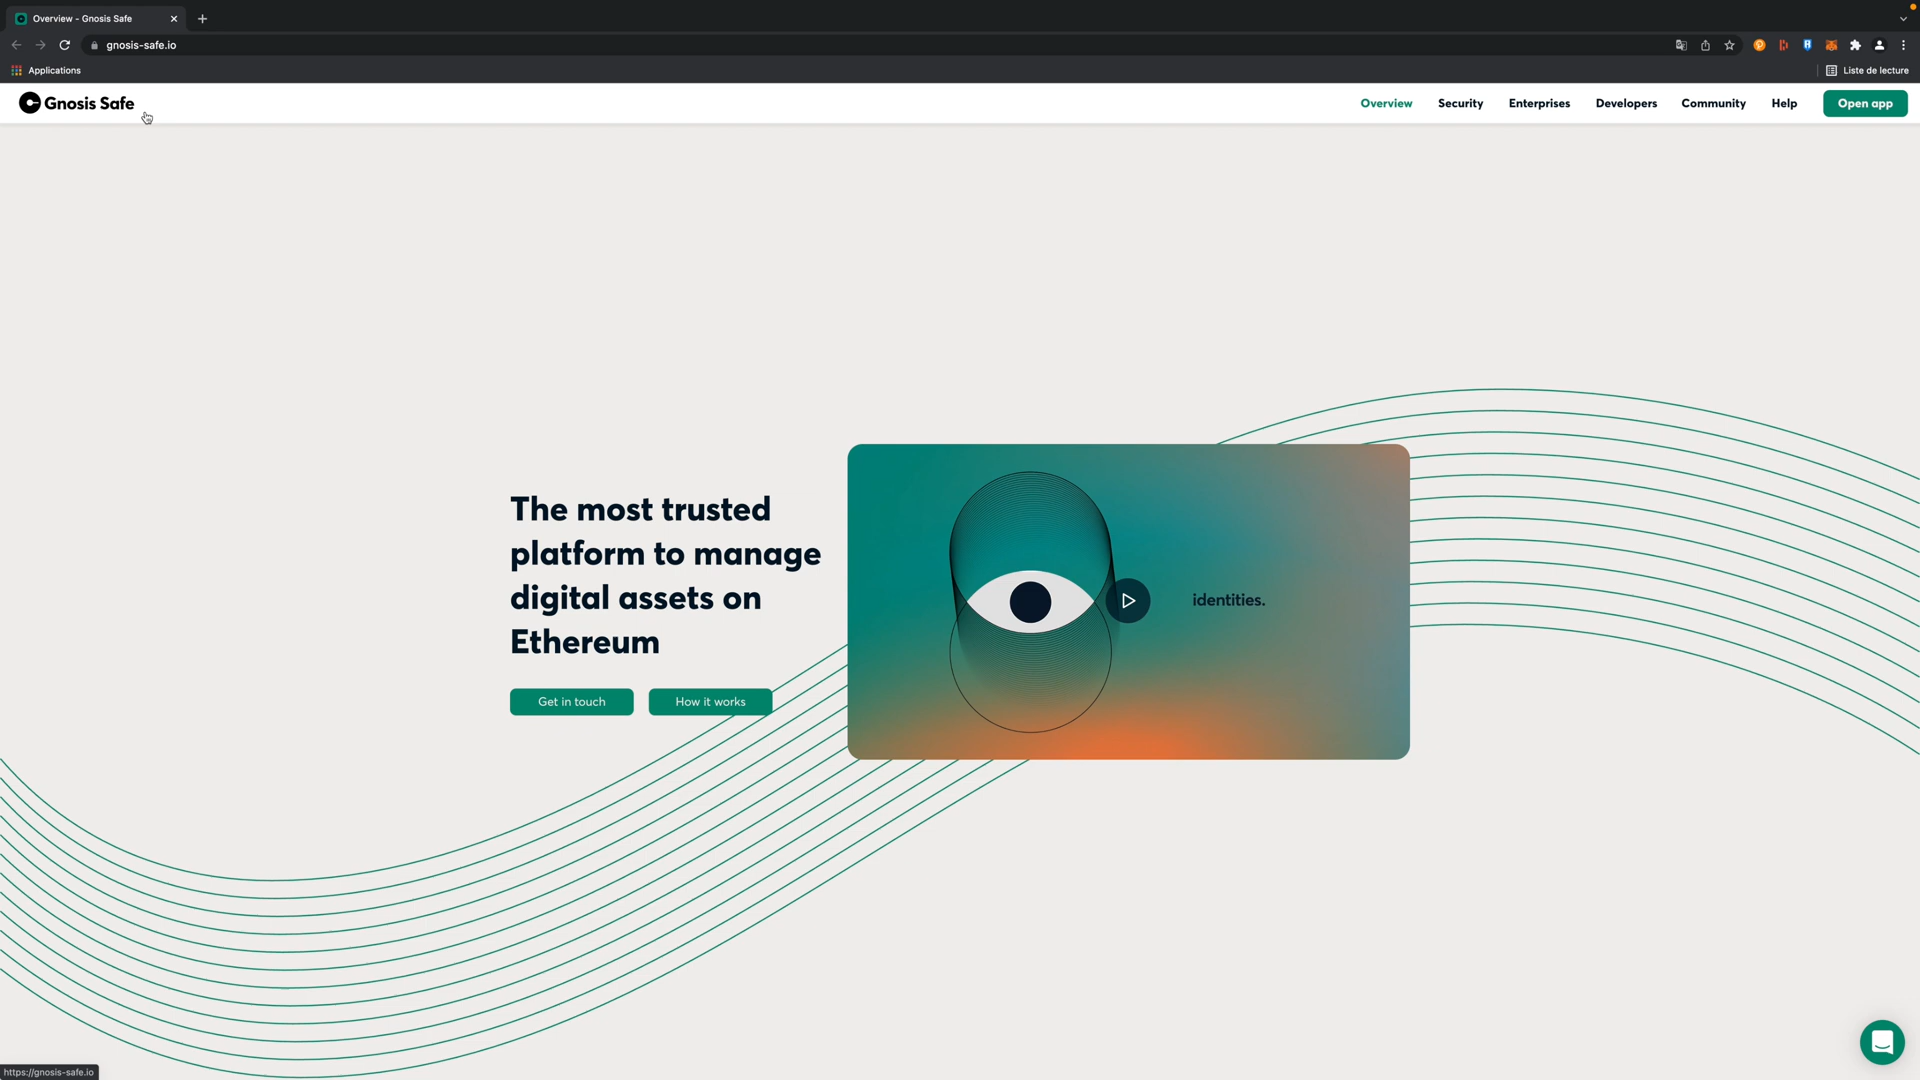 Overview - Gnosis Safe
gnosis-safe.io
Applications
Liste de lecture
Gnosis Safe
Overview
Security
Enterprises
Developers
Community
Help
Open app
The most trusted
platform to manage
digital assets on
Ethereum
Get in touch
How it works
identities.
https://gnosis-safe.io